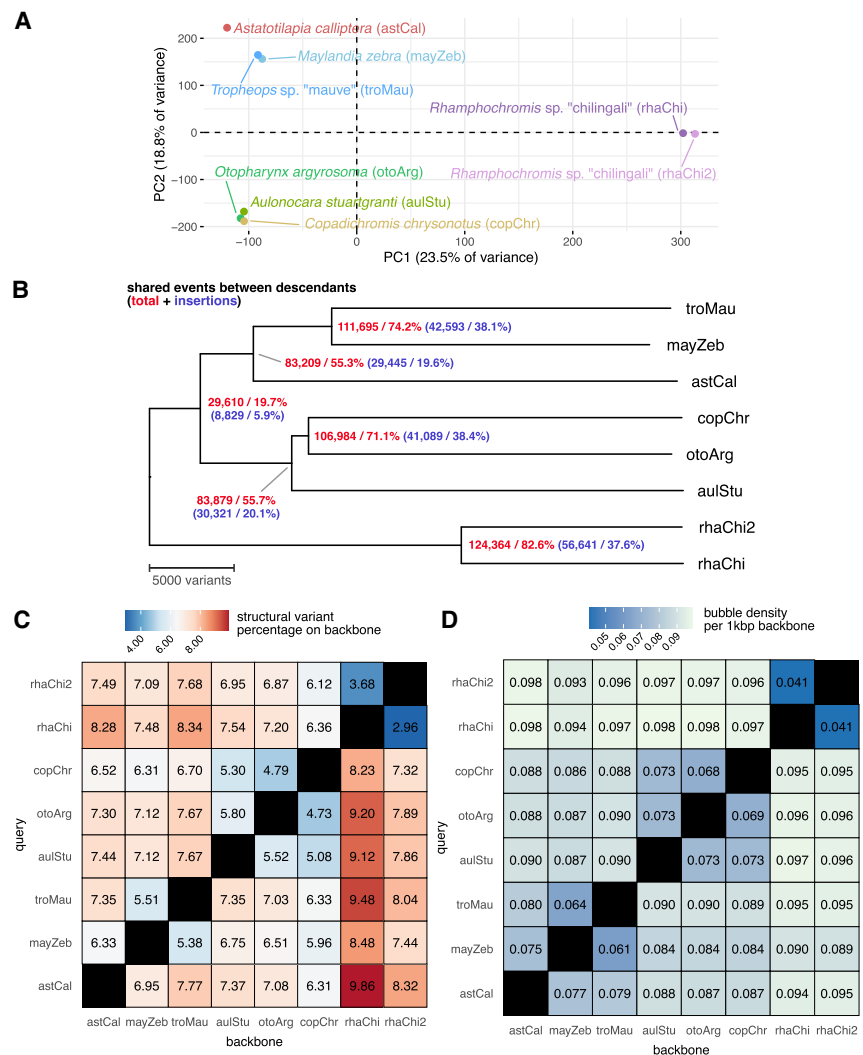 A
PC2 (18.8% of variance)
200
100
0
−100
−200
Astatotilapia calliptera (astCal)
Maylandia zebra (mayZeb)
Tropheops sp. "mauve" (troMau)
Rhamphochromis sp. "chilingali" (rhaChi)
Otopharynx argyrosoma (otoArg)
Rhamphochromis sp. "chilingali" (rhaChi2)
Aulonocara stuartgranti (aulStu)
Copadichromis chrysonotus (copChr)
−100 0 100 200 300
PC1 (23.5% of variance)
B
shared events between descendants
(total + insertions)
troMau
111,695 / 74.2% (42,593 / 38.1%)
mayZeb
83,209 / 55.3% (29,445 / 19.6%)
astCal
29,610 / 19.7%
(8,829 / 5.9%)
copChr
106,984 / 71.1% (41,089 / 38.4%)
otoArg
aulStu
83,879 / 55.7%
(30,321 / 20.1%)
rhaChi2
124,364 / 82.6% (56,641 / 37.6%)
rhaChi
5000 variants
C
4.00 6.00 8.00
structural variant
percentage on backbone
query
rhaChi2 7.49 7.09 7.68 6.95 6.87 6.12 3.68
rhaChi 8.28 7.48 8.34 7.54 7.20 6.36 2.96
copChr 6.52 6.31 6.70 5.30 4.79 8.23 7.32
otoArg 7.30 7.12 7.67 5.80 4.73 9.20 7.89
aulStu 7.44 7.12 7.67 5.52 5.08 9.12 7.86
troMau 7.35 5.51 7.35 7.03 6.33 9.48 8.04
mayZeb 6.33 5.38 6.75 6.51 5.96 8.48 7.44
astCal 6.95 7.77 7.37 7.08 6.31 9.86 8.32
astCal mayZeb troMau aulStu otoArg copChr rhaChi rhaChi2
backbone
D
0.05 0.06 0.07 0.08 0.09
bubble density
per 1kbp backbone
query
rhaChi2 0.098 0.093 0.096 0.097 0.097 0.096 0.041
rhaChi 0.098 0.094 0.097 0.098 0.098 0.097 0.041
copChr 0.088 0.086 0.088 0.073 0.068 0.095 0.095
otoArg 0.088 0.087 0.090 0.073 0.069 0.096 0.096
aulStu 0.090 0.087 0.090 0.073 0.073 0.097 0.096
troMau 0.080 0.064 0.090 0.090 0.089 0.095 0.095
mayZeb 0.075 0.061 0.084 0.084 0.084 0.090 0.089
astCal 0.077 0.079 0.088 0.087 0.087 0.094 0.095
astCal mayZeb troMau aulStu otoArg copChr rhaChi rhaChi2
backbone